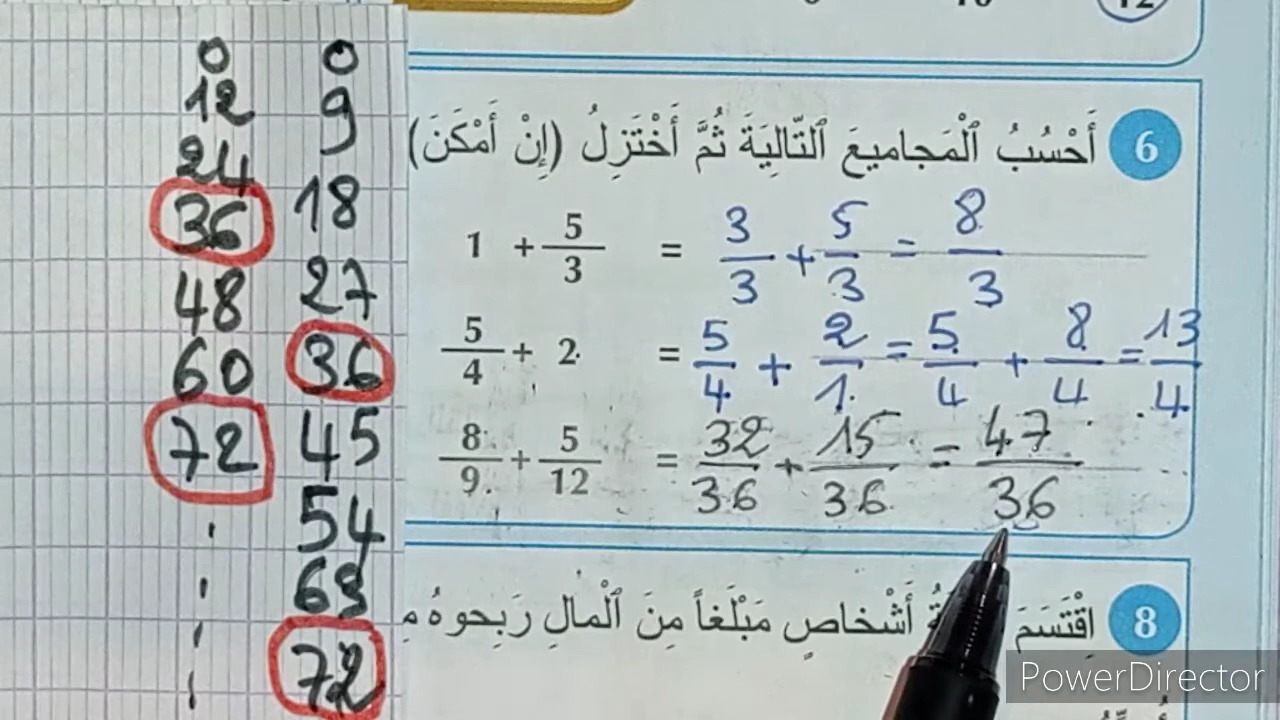 12
6 أَحْسُبُ ٱلْمَجاميعَ ٱلتّالِيَةَ ثُمَّ أَخْتَزِلُ (إِنْ أَمْكَنَ)
1 + 5/3 = 3/3 + 5/3 = 8/3
5/4 + 2 = 5/4 + 2/1 = 5/4 + 8/4 = 13/4
8/9 + 5/12 = 32/36 + 15/36 = 47/36
8 اِقْتَسَمَ أَشْخاصٍ مَبْلَغاً مِنَ ٱلْمالِ رَبِحوهُ
0 0
12 9
24 18
36 27
48 36
60 45
72 54
63
72
PowerDirector